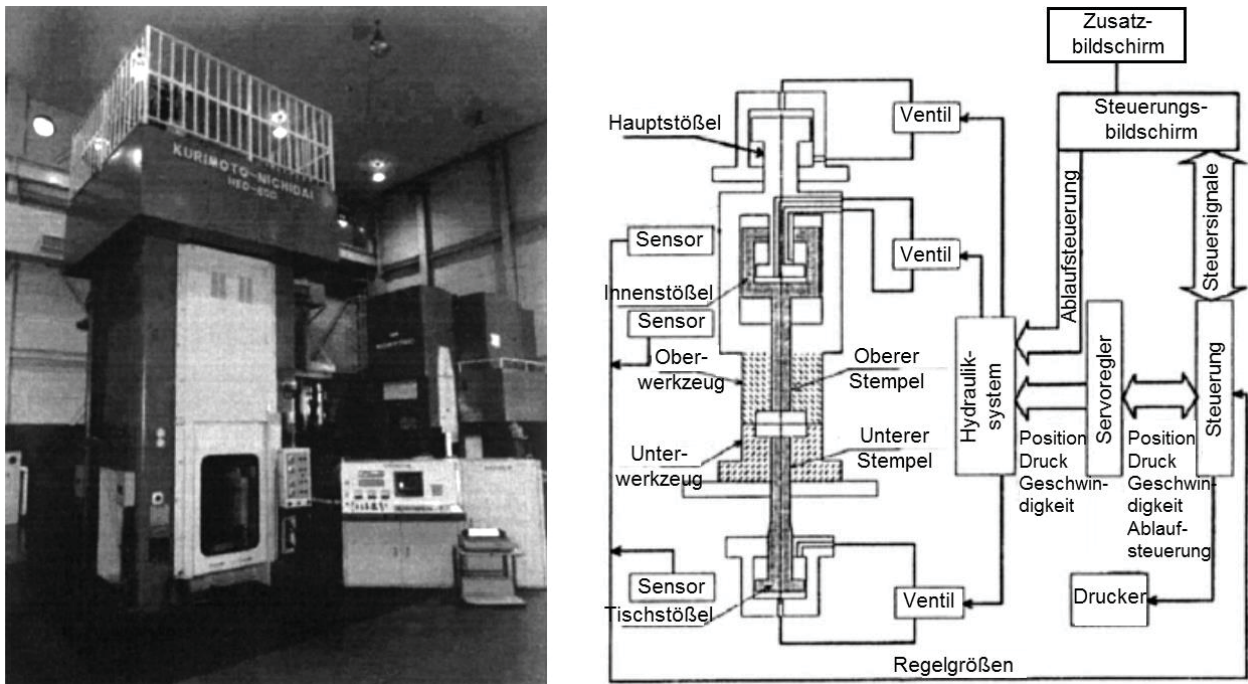 KURIMOTO-NICHIDAI
Zusatz-
bildschirm
Steuerungs-
bildschirm
Hauptstößel
Ventil
Ablaufsteuerung
Steuersignale
Sensor
Ventil
Innenstößel
Sensor
Ober-
werkzeug
Oberer
Stempel
Hydraulik-
system
Servoregler
Steuerung
Unter-
werkzeug
Unterer
Stempel
Position
Druck
Geschwin-
digkeit
Position
Druck
Geschwin-
digkeit
Ablauf-
steuerung
Sensor
Tischstößel
Ventil
Drucker
Regelgrößen